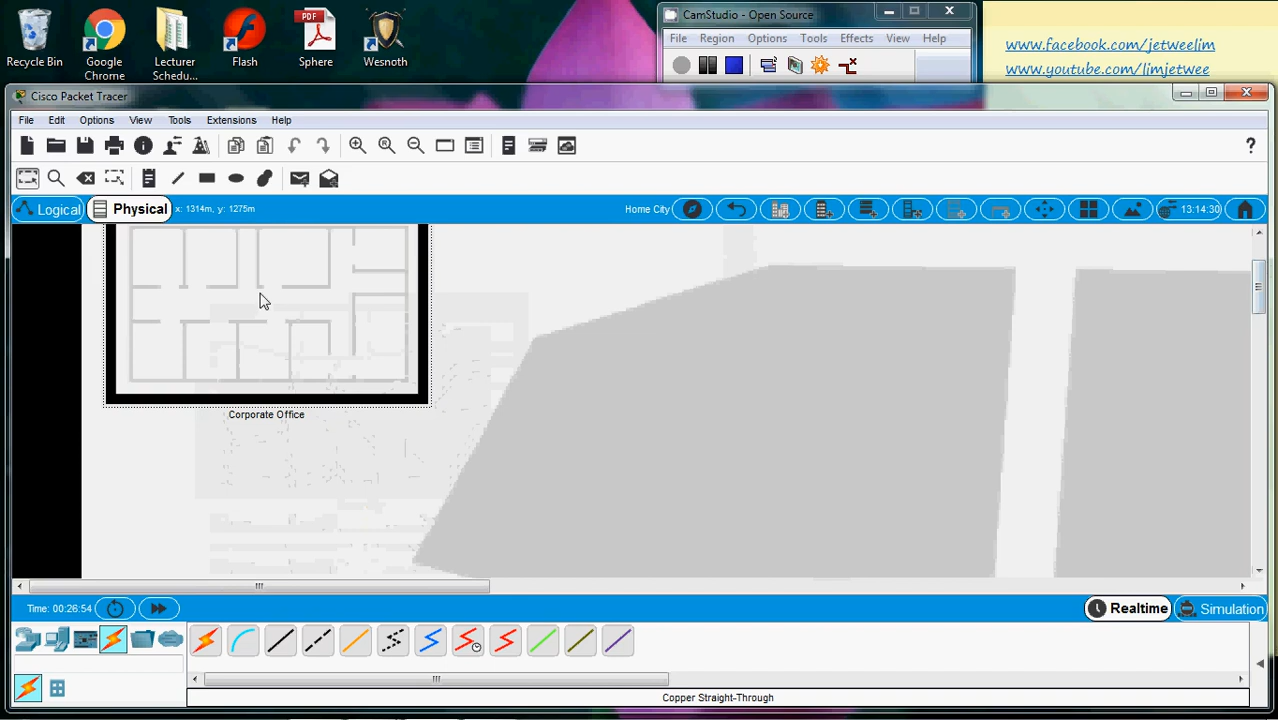 Recycle Bin
Google Chrome
Lecturer Schedu...
Flash
PDF
Sphere
Wesnoth
CamStudio - Open Source
File Region Options Tools Effects View Help
www.facebook.com/jetweelim
www.youtube.com/limjetwee
Cisco Packet Tracer
File Edit Options View Tools Extensions Help
?
Logical Physical x: 1314m, y: 1275m Home City 13:14:30
Corporate Office
Time: 00:26:54 Realtime Simulation
Copper Straight-Through